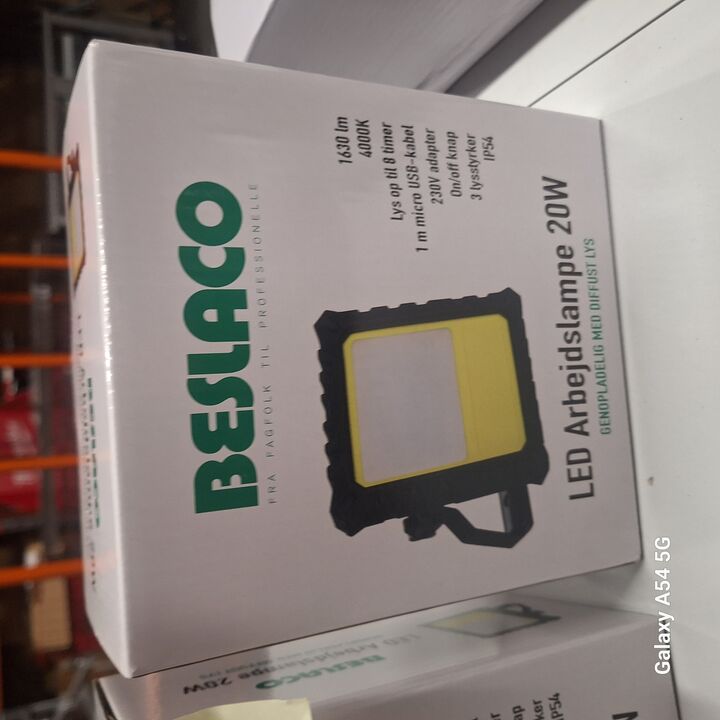 BESLACO
FRA FAGFOLK TIL PROFESSIONELLE
1630 lm
4000K
Lys op til 8 timer
1 m micro USB-kabel
230V adapter
On/off knap
3 lysstyrker
IP54
LED Arbejdslampe 20W
GENOPLADELIG MED DIFFUST LYS
BESLACO
LED Arbejdslampe 20W
IP54
Galaxy A54 5G